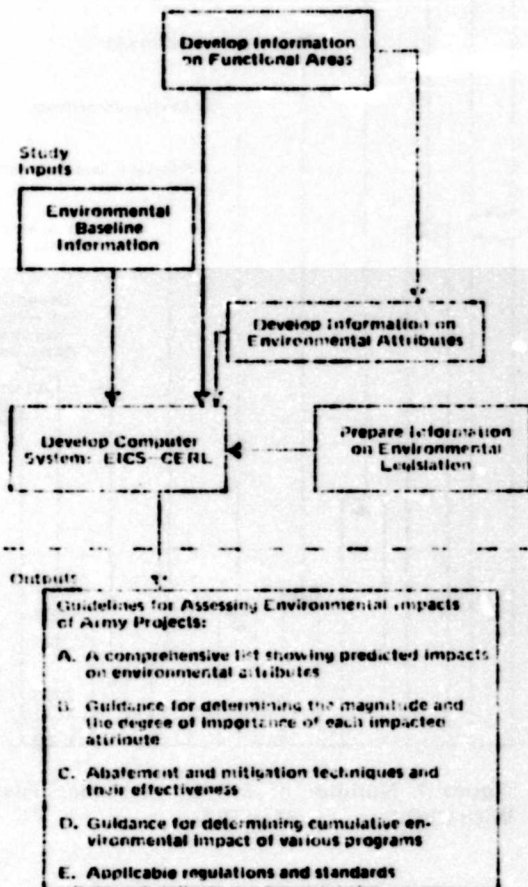 Develop Information
on Functional Areas
Study
Inputs
Environmental
Baseline
Information
Develop Information on
Environmental Attributes
Develop Computer
System: EICS-CERL
Prepare Information
on Environmental
Legislation
Outputs
Guidelines for Assessing Environmental Impacts
of Army Projects:
A. A comprehensive list showing predicted impacts
on environmental attributes
B. Guidance for determining the magnitude and
the degree of importance of each impacted
attribute
C. Abatement and mitigation techniques and
their effectiveness
D. Guidance for determining cumulative en-
vironmental impact of various programs
E. Applicable regulations and standards